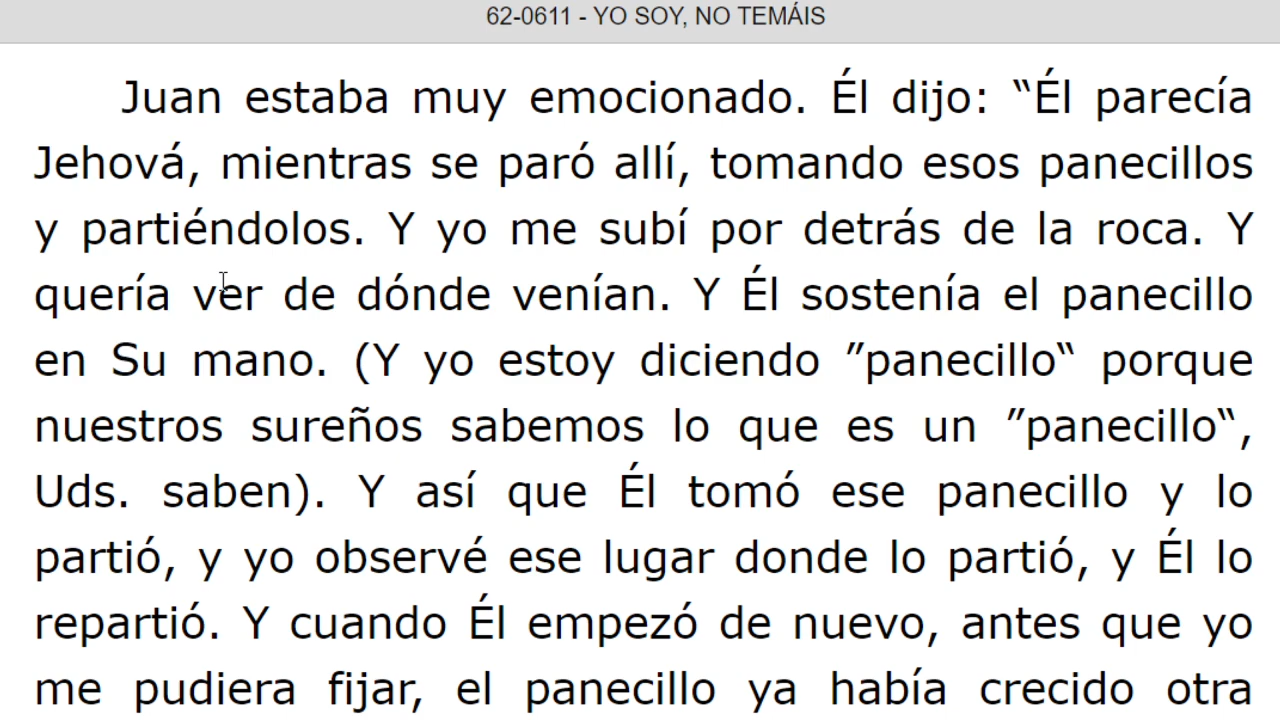 62-0611 - YO SOY, NO TEMÁIS
Juan estaba muy emocionado. Él dijo: “Él parecía
Jehová, mientras se paró allí, tomando esos panecillos
y partiéndolos. Y yo me subí por detrás de la roca. Y
quería ver de dónde venían. Y Él sostenía el panecillo
en Su mano. (Y yo estoy diciendo ”panecillo“ porque
nuestros sureños sabemos lo que es un ”panecillo“,
Uds. saben). Y así que Él tomó ese panecillo y lo
partió, y yo observé ese lugar donde lo partió, y Él lo
repartió. Y cuando Él empezó de nuevo, antes que yo
me pudiera fijar, el panecillo ya había crecido otra